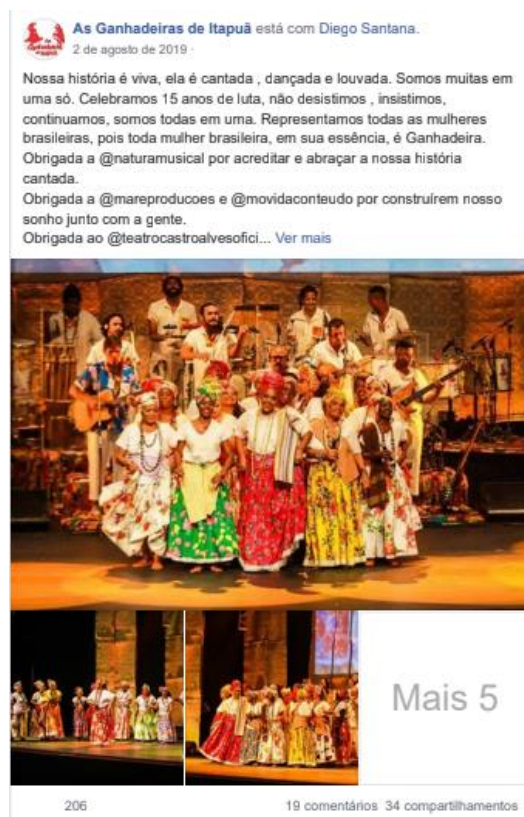 As Ganhadeiras de Itapuã está com Diego Santana.
2 de agosto de 2019 ·
Nossa história é viva, ela é cantada , dançada e louvada. Somos muitas em
uma só. Celebramos 15 anos de luta, não desistimos , insistimos,
continuamos, somos todas em uma. Representamos todas as mulheres
brasileiras, pois toda mulher brasileira, em sua essência, é Ganhadeira.
Obrigada a @naturamusical por acreditar e abraçar a nossa história
cantada.
Obrigada a @mareproducoes e @movidaconteudo por construírem nosso
sonho junto com a gente.
Obrigada ao @teatrocastroalvesofici... Ver mais
Mais 5
206 19 comentários 34 compartilhamentos